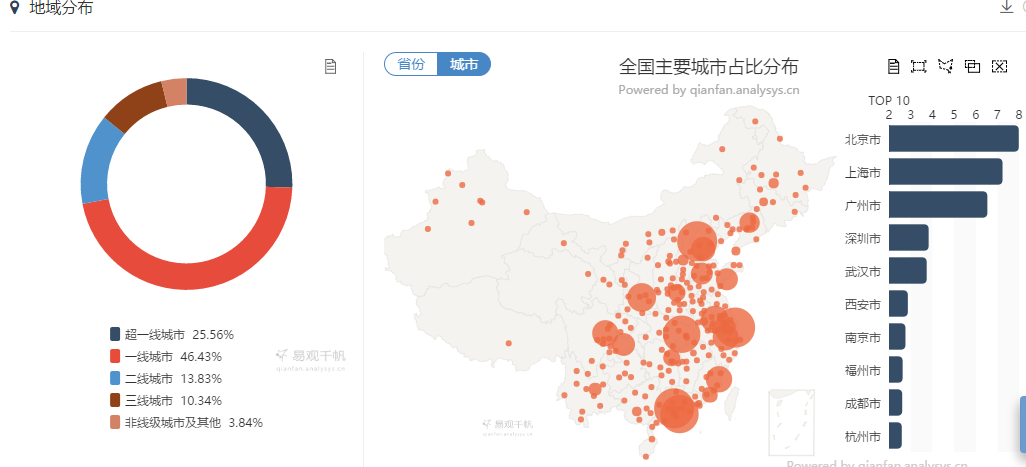 地域分布
省份
城市
全国主要城市占比分布
Powered by qianfan.analysys.cn
超一线城市 25.56%
一线城市 46.43%
二线城市 13.83%
三线城市 10.34%
非线级城市及其他 3.84%
易观千帆
qianfan.analysys.cn
易观千帆
qianfan.analysys.cn
TOP 10
2 3 4 5 6 7 8
北京市
上海市
广州市
深圳市
武汉市
西安市
南京市
福州市
成都市
杭州市
Powered by qianfan.analysys.cn